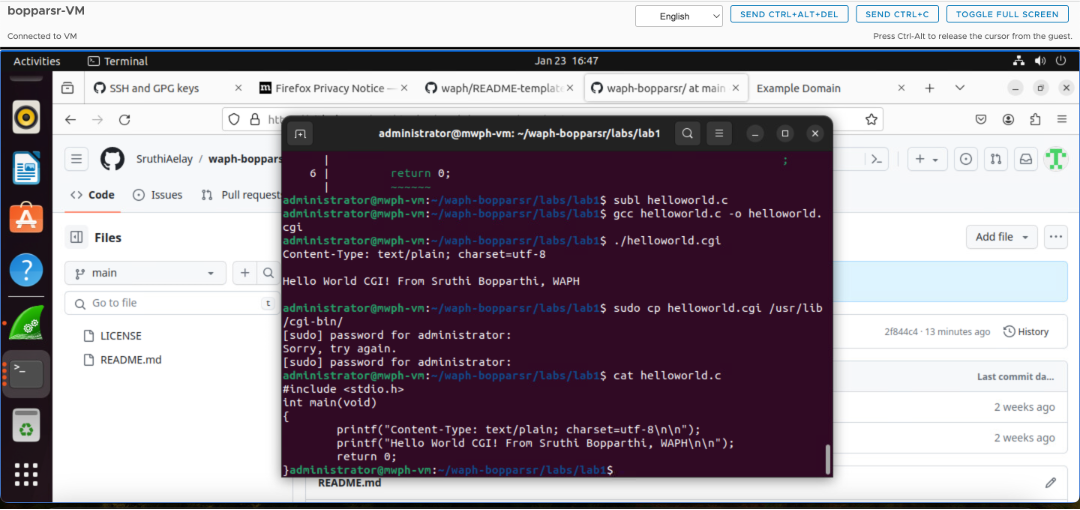 bopparsr-VM
English
SEND CTRL+ALT+DEL
SEND CTRL+C
TOGGLE FULL SCREEN
Connected to VM
Press Ctrl-Alt to release the cursor from the guest.
Activities
Terminal
Jan 23 16:47
SSH and GPG keys
Firefox Privacy Notice —
waph/README-template
waph-bopparsr/ at main
Example Domain
administrator@mwph-vm: ~/waph-bopparsr/labs/lab1
SruthiAelay / waph-boppars
Code
Issues
Pull request
Files
main
Go to file
t
LICENSE
README.md
| ;
6 | return 0;
| ~~~~~~
administrator@mwph-vm:~/waph-bopparsr/labs/lab1$ subl helloworld.c
administrator@mwph-vm:~/waph-bopparsr/labs/lab1$ gcc helloworld.c -o helloworld.
cgi
administrator@mwph-vm:~/waph-bopparsr/labs/lab1$ ./helloworld.cgi
Content-Type: text/plain; charset=utf-8
Hello World CGI! From Sruthi Bopparthi, WAPH
administrator@mwph-vm:~/waph-bopparsr/labs/lab1$ sudo cp helloworld.cgi /usr/lib
/cgi-bin/
[sudo] password for administrator:
Sorry, try again.
[sudo] password for administrator:
administrator@mwph-vm:~/waph-bopparsr/labs/lab1$ cat helloworld.c
#include <stdio.h>
int main(void)
{
printf("Content-Type: text/plain; charset=utf-8\n\n");
printf("Hello World CGI! From Sruthi Bopparthi, WAPH\n\n");
return 0;
}administrator@mwph-vm:~/waph-bopparsr/labs/lab1$
Add file
2f844c4 · 13 minutes ago
History
Last commit da...
2 weeks ago
2 weeks ago
README.md